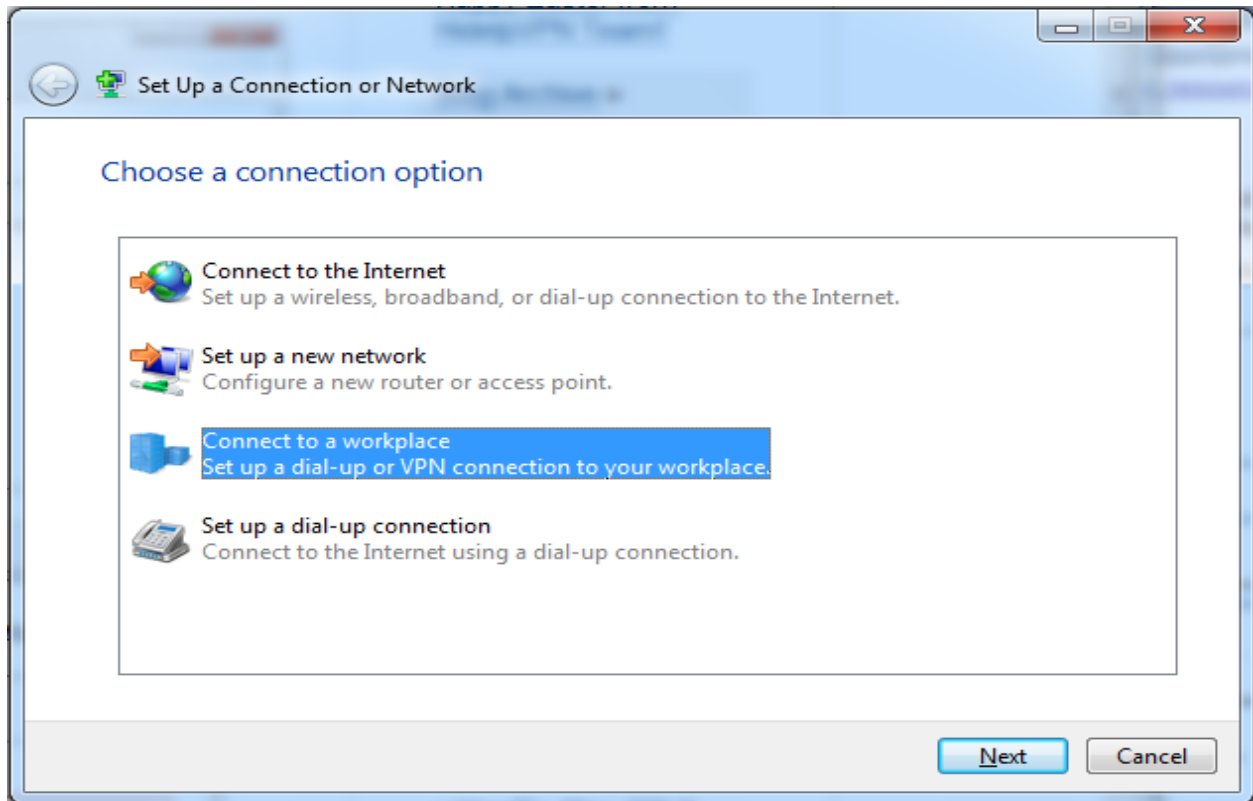 Set Up a Connection or Network
Choose a connection option
Connect to the Internet
Set up a wireless, broadband, or dial-up connection to the Internet.
Set up a new network
Configure a new router or access point.
Connect to a workplace
Set up a dial-up or VPN connection to your workplace.
Set up a dial-up connection
Connect to the Internet using a dial-up connection.
Next
Cancel